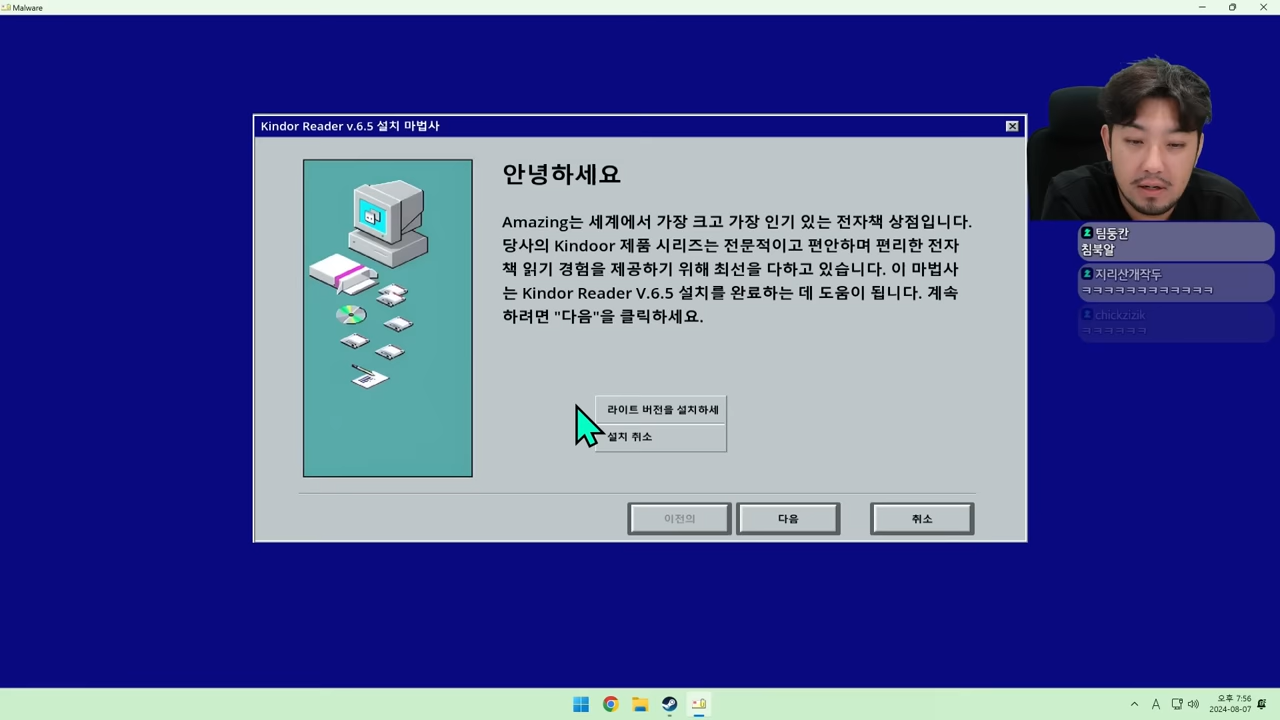 Malware
Kindor Reader v.6.5 설치 마법사
안녕하세요
Amazing는 세계에서 가장 크고 가장 인기 있는 전자책 상점입니다.
당사의 Kindoor 제품 시리즈는 전문적이고 편안하며 편리한 전자
책 읽기 경험을 제공하기 위해 최선을 다하고 있습니다. 이 마법사
는 Kindor Reader V.6.5 설치를 완료하는 데 도움이 됩니다. 계속
하려면 "다음"을 클릭하세요.
라이트 버전을 설치하세
설치 취소
이전의
다음
취소
팀둥칸
침북알
지리산개작두
ㅋㅋㅋㅋㅋㅋㅋㅋㅋㅋㅋㅋ
chickzizik
ㅋㅋㅋㅋㅋㅋ
A
오후 7:56
2024-08-07